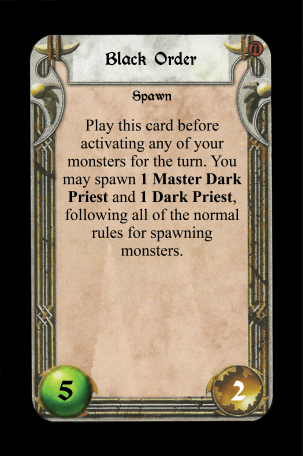 Black Order
Spawn
Play this card before
activating any of your
monsters for the turn. You
may spawn 1 Master Dark
Priest and 1 Dark Priest,
following all of the normal
rules for spawning
monsters.
5
2